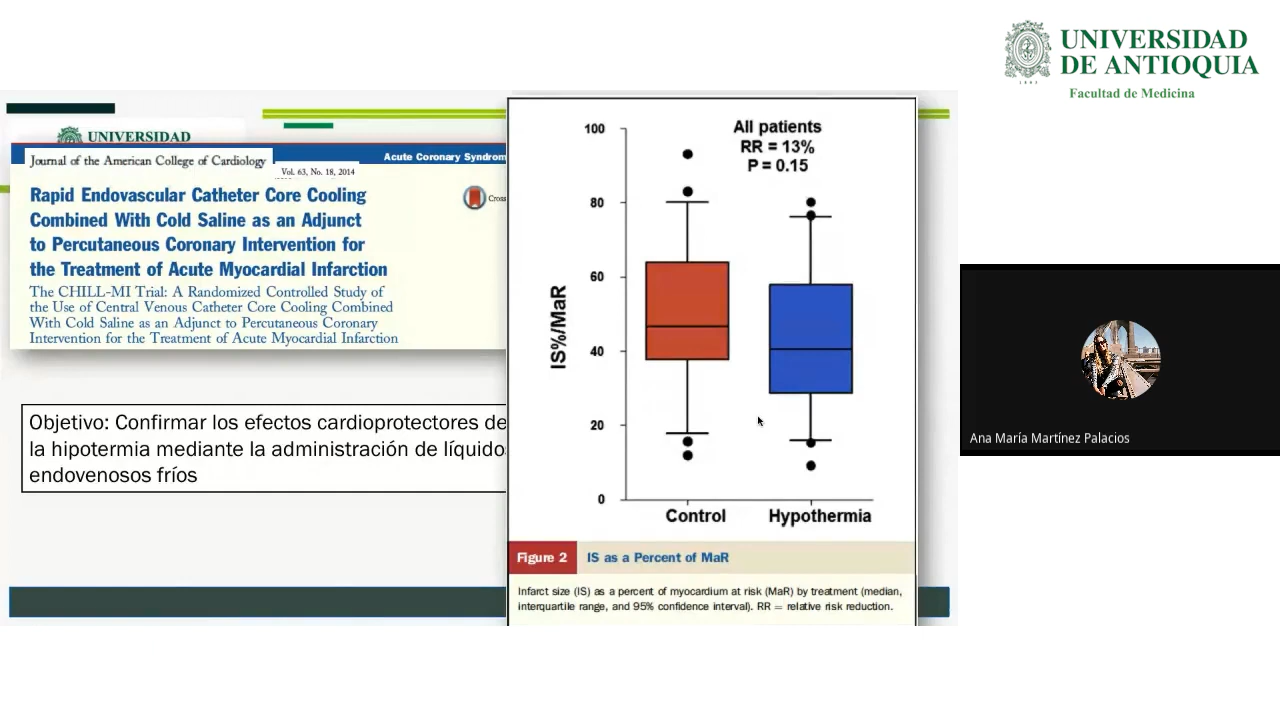 UNIVERSIDAD
DE ANTIOQUIA
1803
Facultad de Medicina
UNIVERSIDAD
Journal of the American College of Cardiology
Acute Coronary Syndrom
Vol. 63, No. 18, 2014
Cross
Rapid Endovascular Catheter Core Cooling
Combined With Cold Saline as an Adjunct
to Percutaneous Coronary Intervention for
the Treatment of Acute Myocardial Infarction
The CHILL-MI Trial: A Randomized Controlled Study of
the Use of Central Venous Catheter Core Cooling Combined
With Cold Saline as an Adjunct to Percutaneous Coronary
Intervention for the Treatment of Acute Myocardial Infarction
Objetivo: Confirmar los efectos cardioprotectores de
la hipotermia mediante la administración de líquido
endovenosos fríos
All patients
RR = 13%
P = 0.15
IS%/MaR
100
80
60
40
20
0
Control Hypothermia
Figure 2 IS as a Percent of MaR
Infarct size (IS) as a percent of myocardium at risk (MaR) by treatment (median,
interquartile range, and 95% confidence interval). RR = relative risk reduction.
Ana María Martínez Palacios